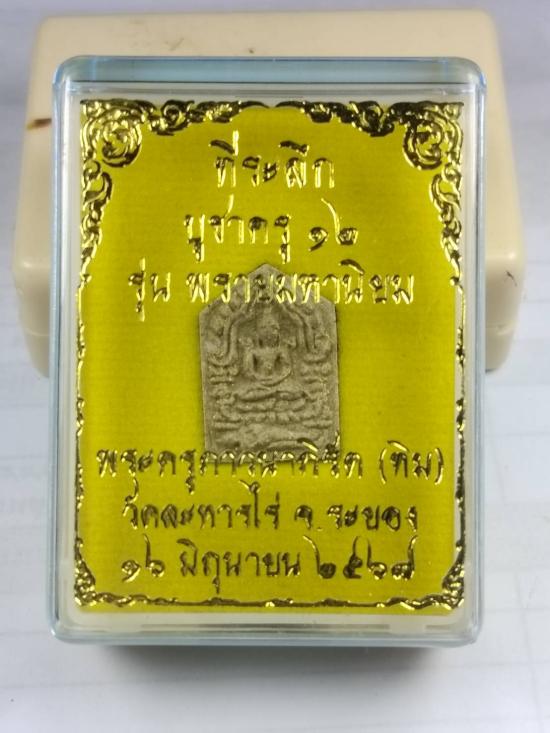 ที่ระลึก
บูชาครู ๑๒
รุ่น พรายมหานิยม
พระครูภาวนาภิรัต (ทิม)
วัดละหารไร่ จ.ระยอง
๑๖ มิถุนายน ๒๕๖๗